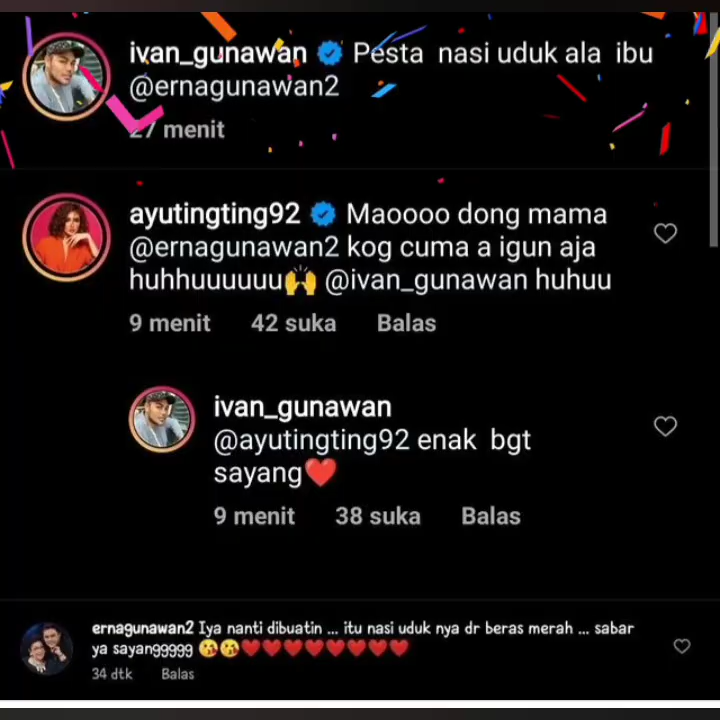 ivan_gunawan Pesta nasi uduk ala ibu
@ernagunawan2
27 menit
ayutingting92 Maoooo dong mama
@ernagunawan2 kog cuma a igun aja
huhhuuuuuu🙌 @ivan_gunawan huhuu
9 menit 42 suka Balas
ivan_gunawan
@ayutingting92 enak bgt
sayang❤️
9 menit 38 suka Balas
ernagunawan2 Iya nanti dibuatin ... itu nasi uduk nya dr beras merah ... sabar
ya sayang9999 😘😘❤️❤️❤️❤️❤️❤️❤️❤️
34 dtk Balas